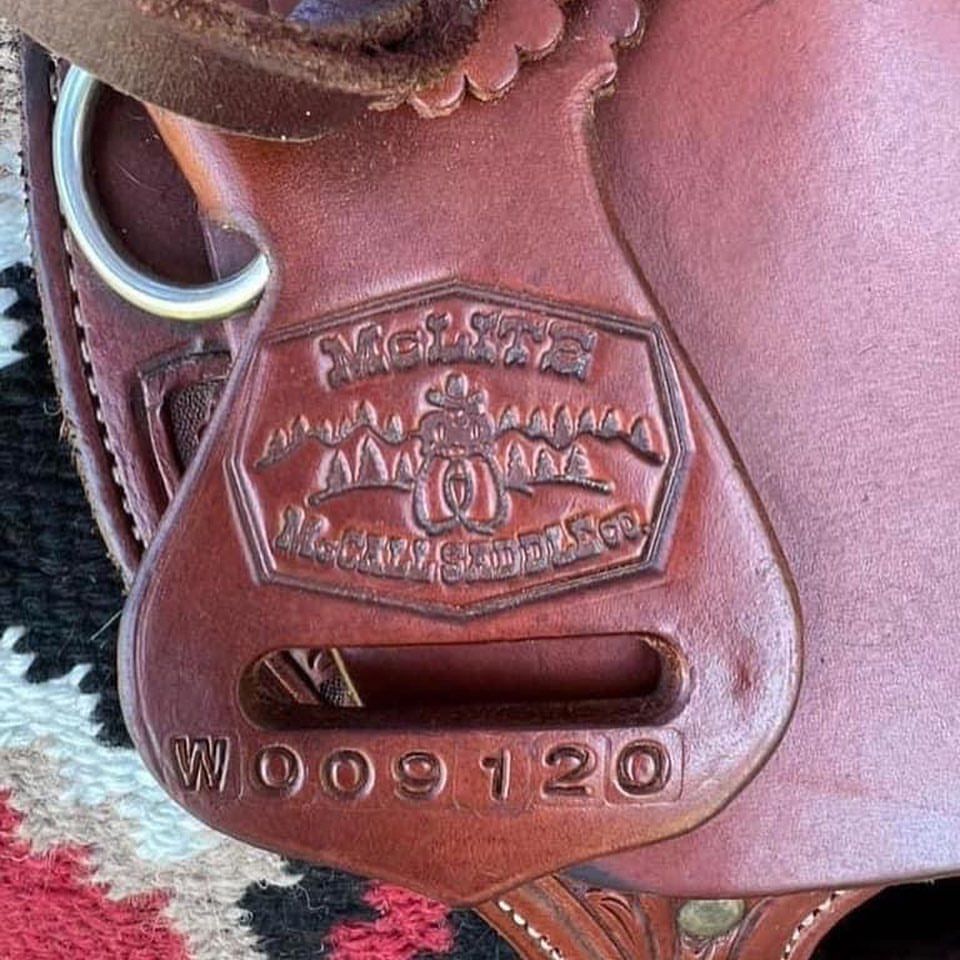 McLITE
McCALL SADDLE CO.
W009120